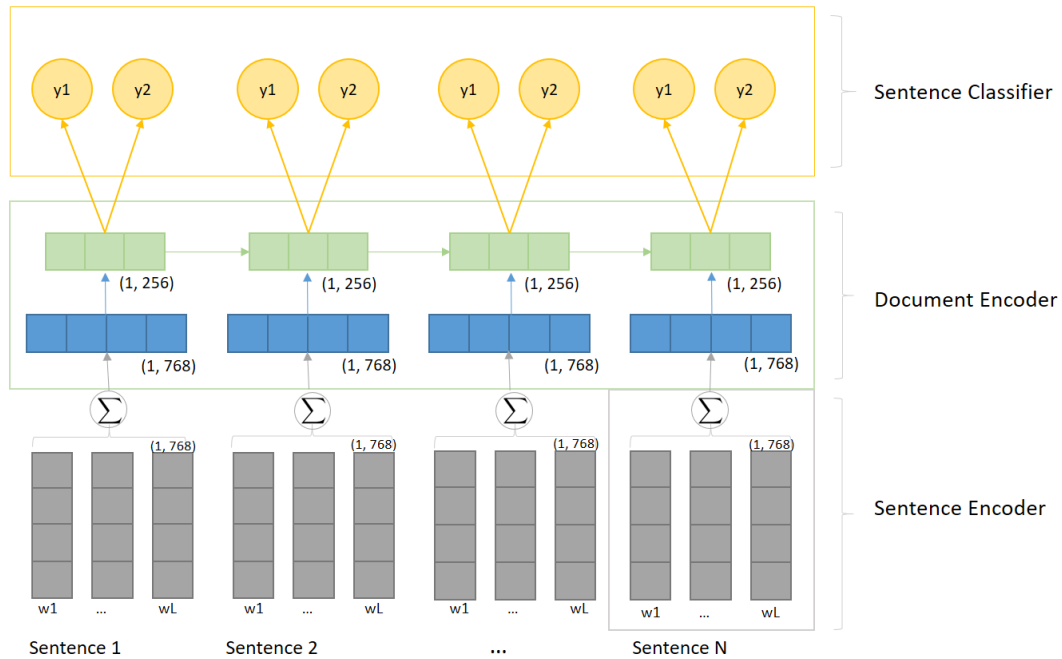 y1 y2 y1 y2 y1 y2 y1 y2
Sentence Classifier
(1, 256) (1, 256) (1, 256) (1, 256)
Document Encoder
(1, 768) (1, 768) (1, 768) (1, 768)
∑ ∑ ∑ ∑
(1, 768) (1, 768) (1, 768) (1, 768)
Sentence Encoder
w1 ... wL w1 ... wL w1 ... wL w1 ... wL
Sentence 1 Sentence 2 ... Sentence N